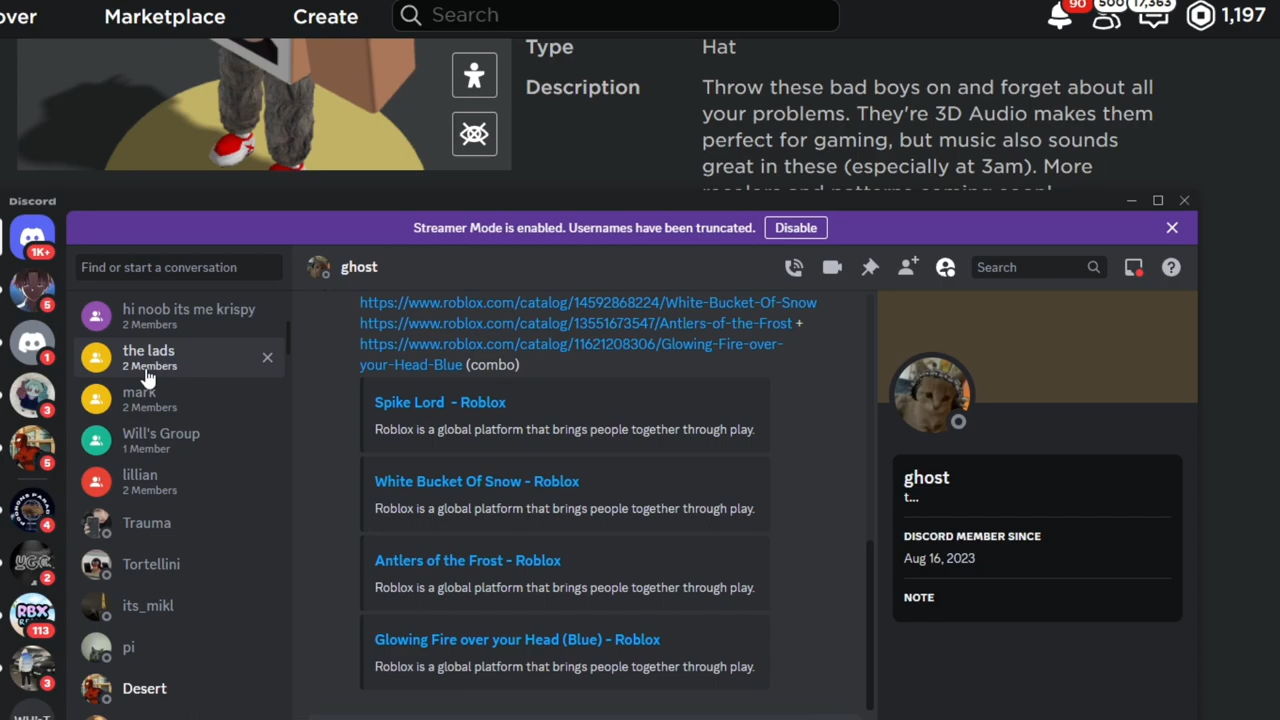 over
Marketplace
Create
Search
90
500
17,363
1,197
Type
Hat
Description
Throw these bad boys on and forget about all
your problems. They're 3D Audio makes them
perfect for gaming, but music also sounds
great in these (especially at 3am). More
recolors and patterns coming soon!
Discord
Streamer Mode is enabled. Usernames have been truncated.
Disable
1K+
5
1
3
5
4
YGC
2
RBX
113
3
Find or start a conversation
hi noob its me krispy
2 Members
the lads
2 Members
mark
2 Members
Will's Group
1 Member
lillian
2 Members
Trauma
Tortellini
its_mikl
pi
Desert
ghost
Search
https://www.roblox.com/catalog/14592868224/White-Bucket-Of-Snow
https://www.roblox.com/catalog/13551673547/Antlers-of-the-Frost +
https://www.roblox.com/catalog/11621208306/Glowing-Fire-over-
your-Head-Blue (combo)
Spike Lord - Roblox
Roblox is a global platform that brings people together through play.
White Bucket Of Snow - Roblox
Roblox is a global platform that brings people together through play.
Antlers of the Frost - Roblox
Roblox is a global platform that brings people together through play.
Glowing Fire over your Head (Blue) - Roblox
Roblox is a global platform that brings people together through play.
ghost
t...
DISCORD MEMBER SINCE
Aug 16, 2023
NOTE